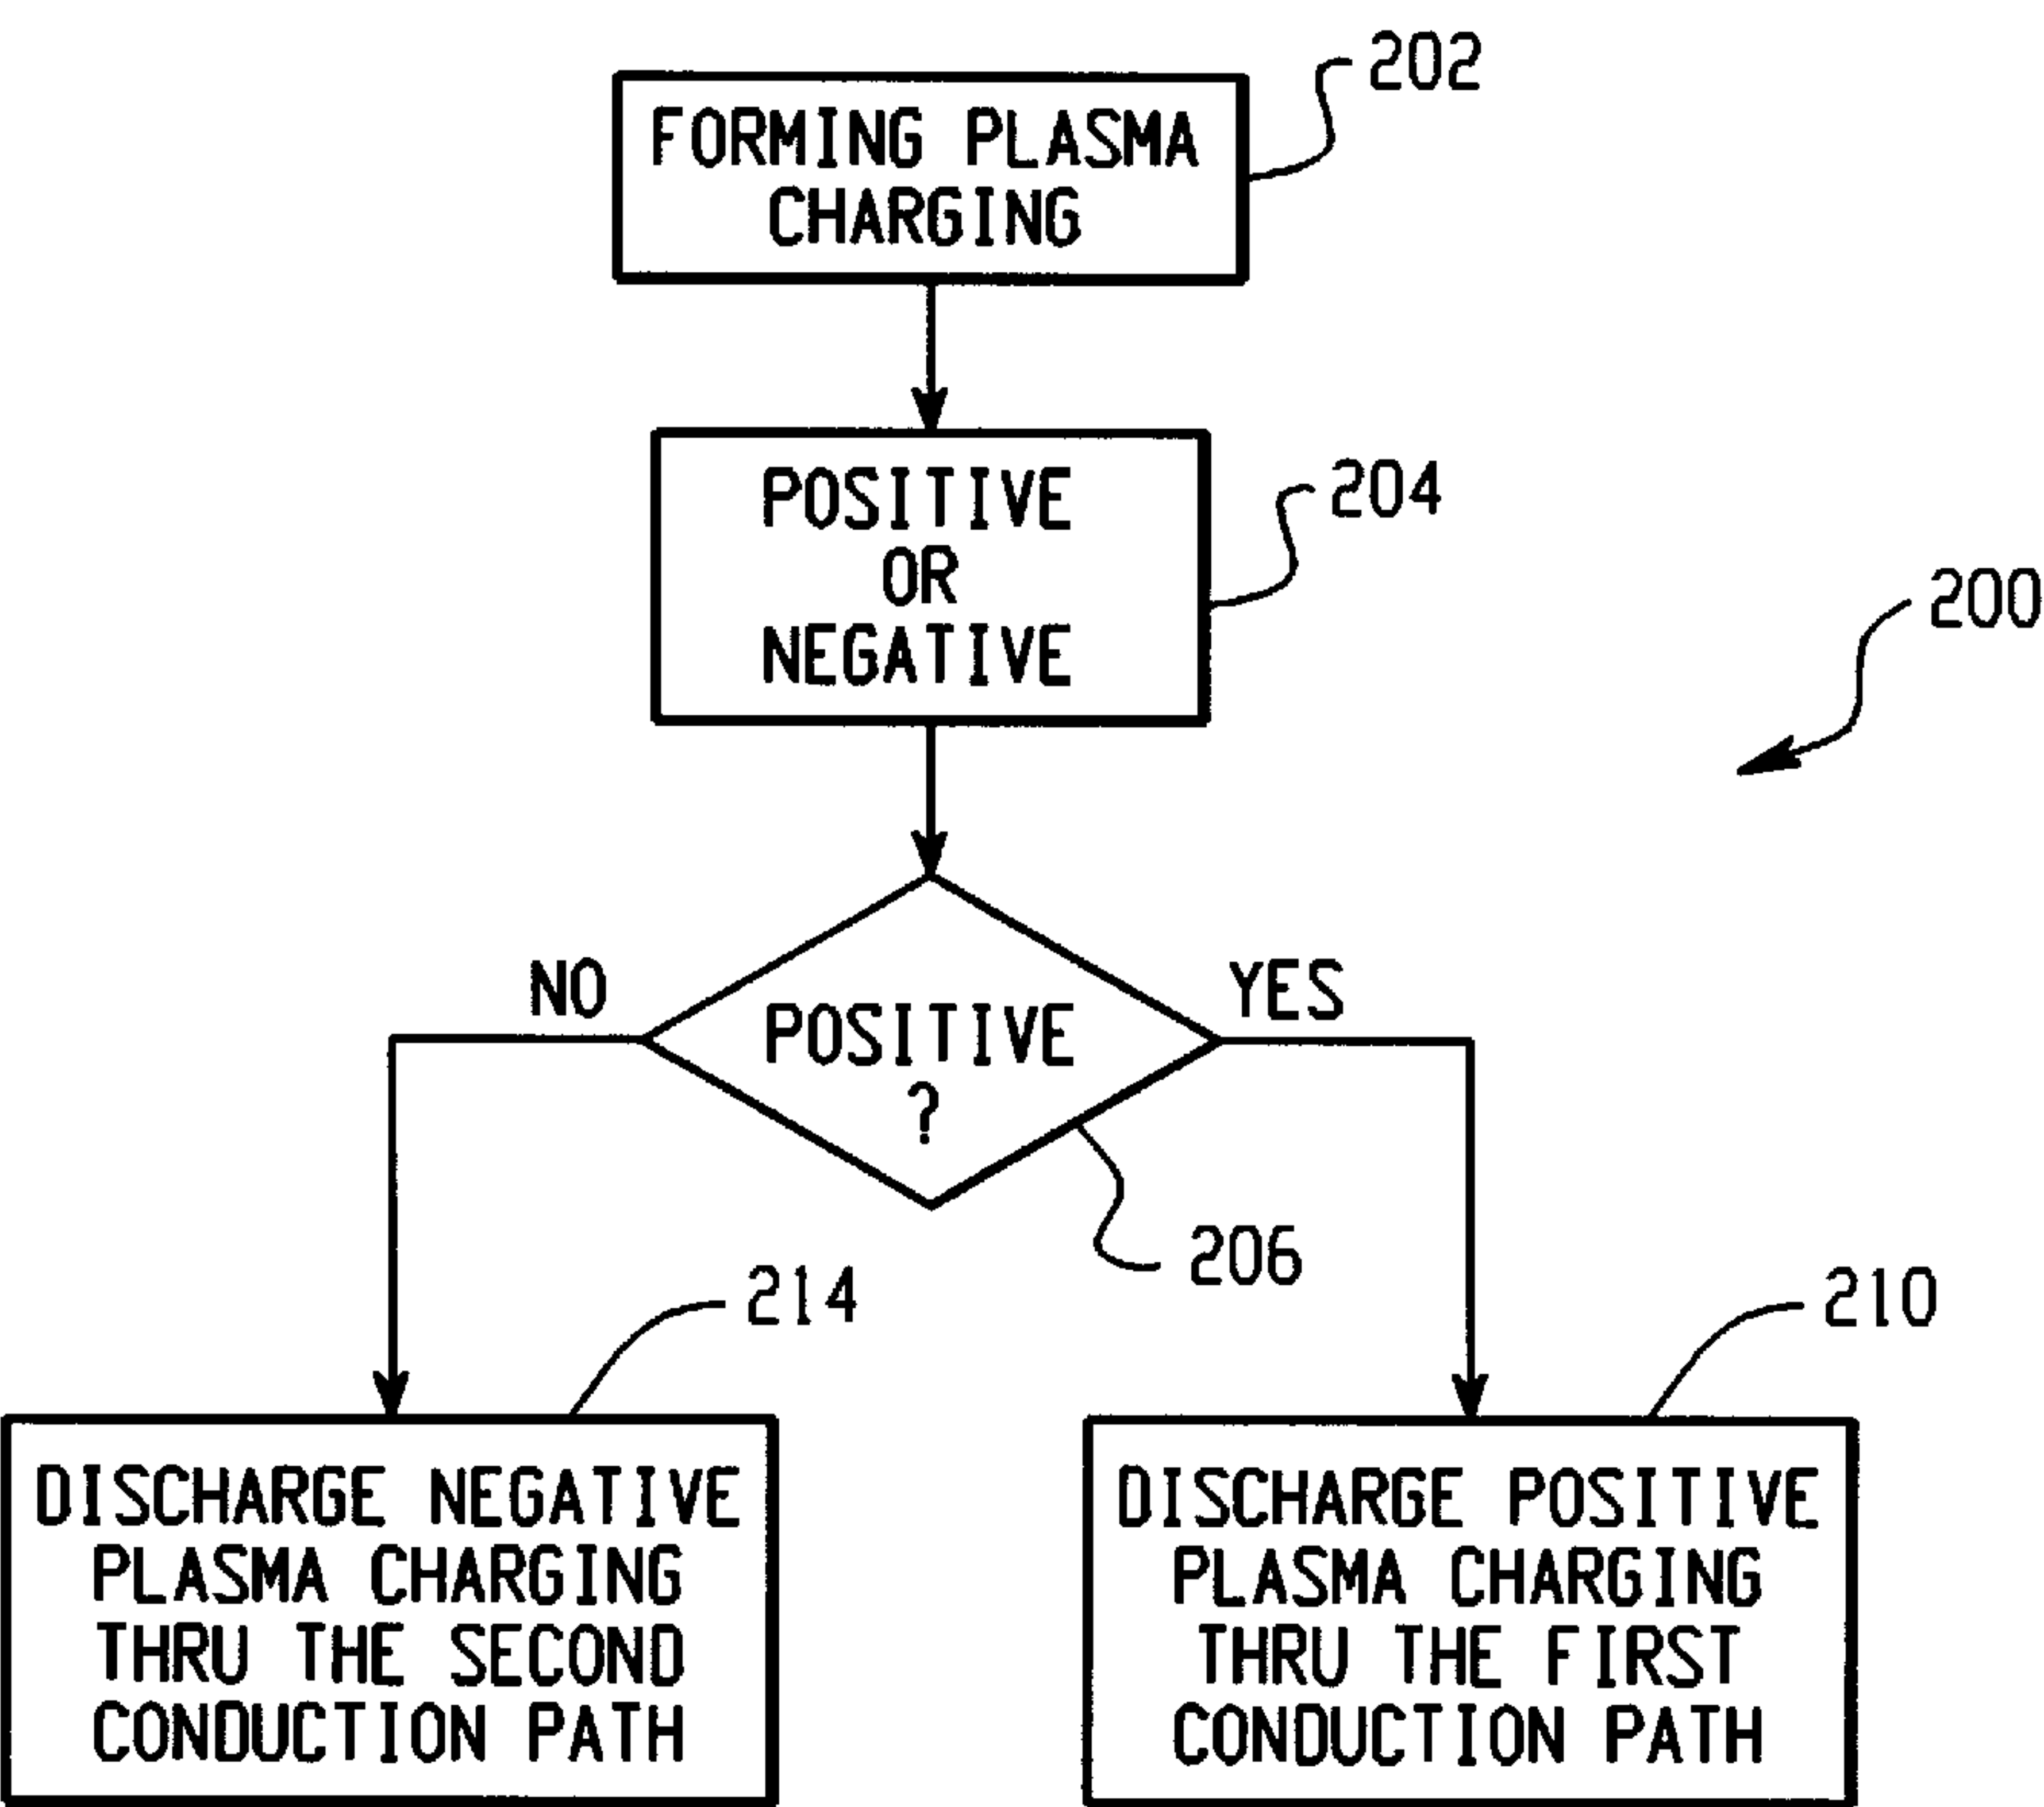 202
FORMING PLASMA
CHARGING
204
POSITIVE
OR
NEGATIVE
200
NO
YES
POSITIVE
?
206
214
210
DISCHARGE NEGATIVE
PLASMA CHARGING
THRU THE SECOND
CONDUCTION PATH
DISCHARGE POSITIVE
PLASMA CHARGING
THRU THE FIRST
CONDUCTION PATH